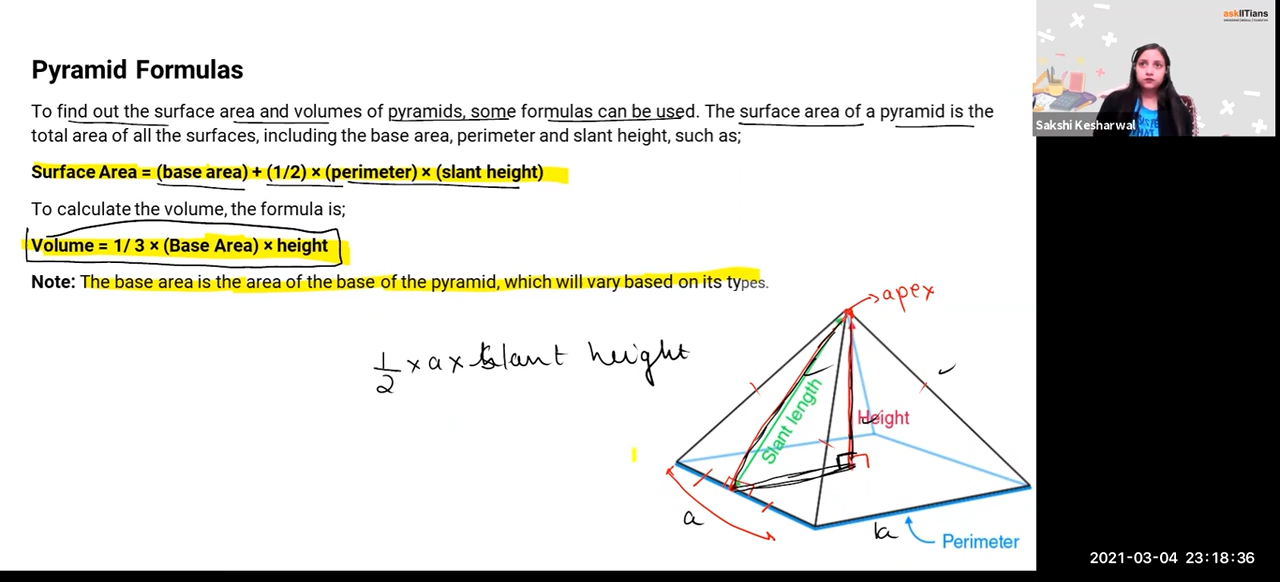 askIITians
Pyramid Formulas
To find out the surface area and volumes of pyramids, some formulas can be used. The surface area of a pyramid is the
total area of all the surfaces, including the base area, perimeter and slant height, such as;
Sakshi Kesharwal
Surface Area = (base area) + (1/2) × (perimeter) × (slant height)
To calculate the volume, the formula is;
Volume = 1/ 3 × (Base Area) × height
Note: The base area is the area of the base of the pyramid, which will vary based on its types.
apex
1/2 × a × slant height
Slant length
Height
a
a
Perimeter
2021-03-04 23:18:36